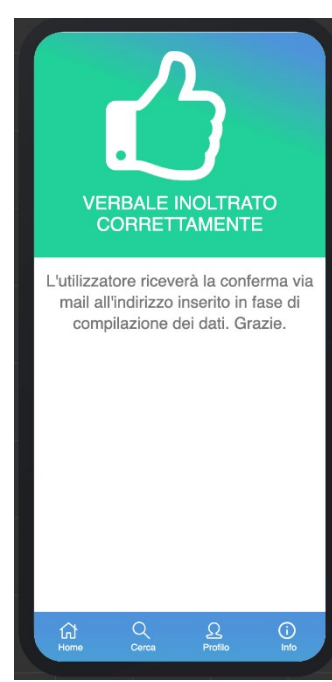 VERBALE INOLTRATO
CORRETTAMENTE
L'utilizzatore riceverà la conferma via
mail all'indirizzo inserito in fase di
compilazione dei dati. Grazie.
Home Cerca Profilo Info